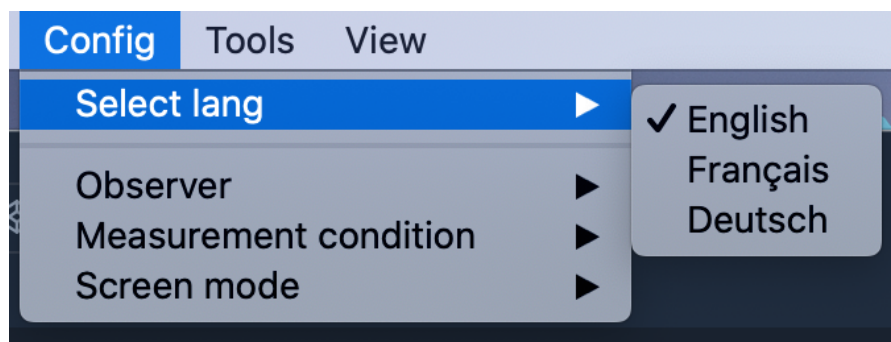 Config Tools View
Select lang
English
Français
Deutsch
Observer
Measurement condition
Screen mode